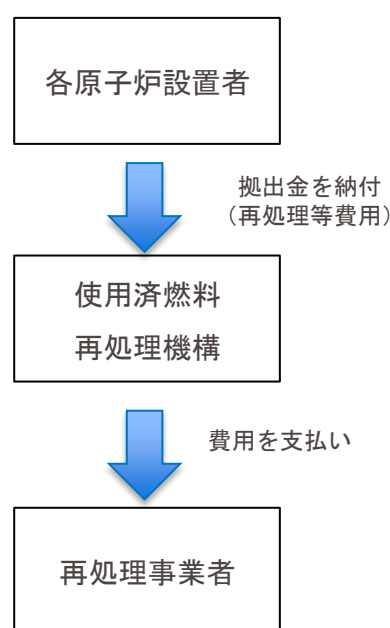 各原子炉設置者
拠出金を納付
（再処理等費用）
使用済燃料
再処理機構
費用を支払い
再処理事業者